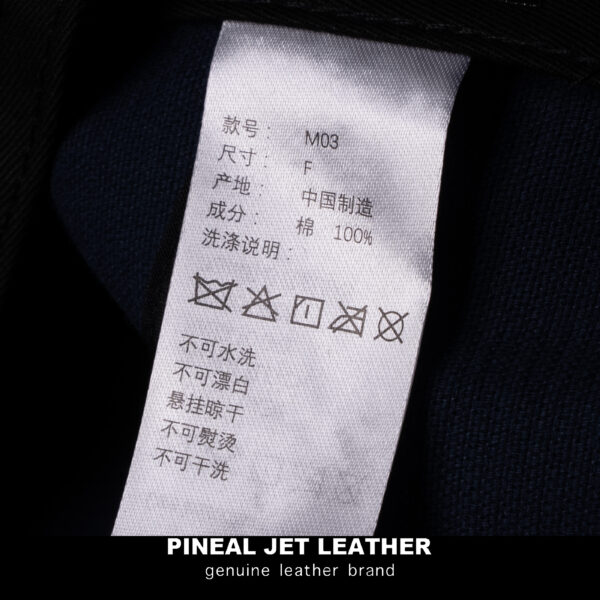 款号： M03
尺寸： F
产地： 中国制造
成分： 棉 100%
洗涤说明：
不可水洗
不可漂白
悬挂晾干
不可熨烫
不可干洗
PINEAL JET LEATHER
genuine leather brand